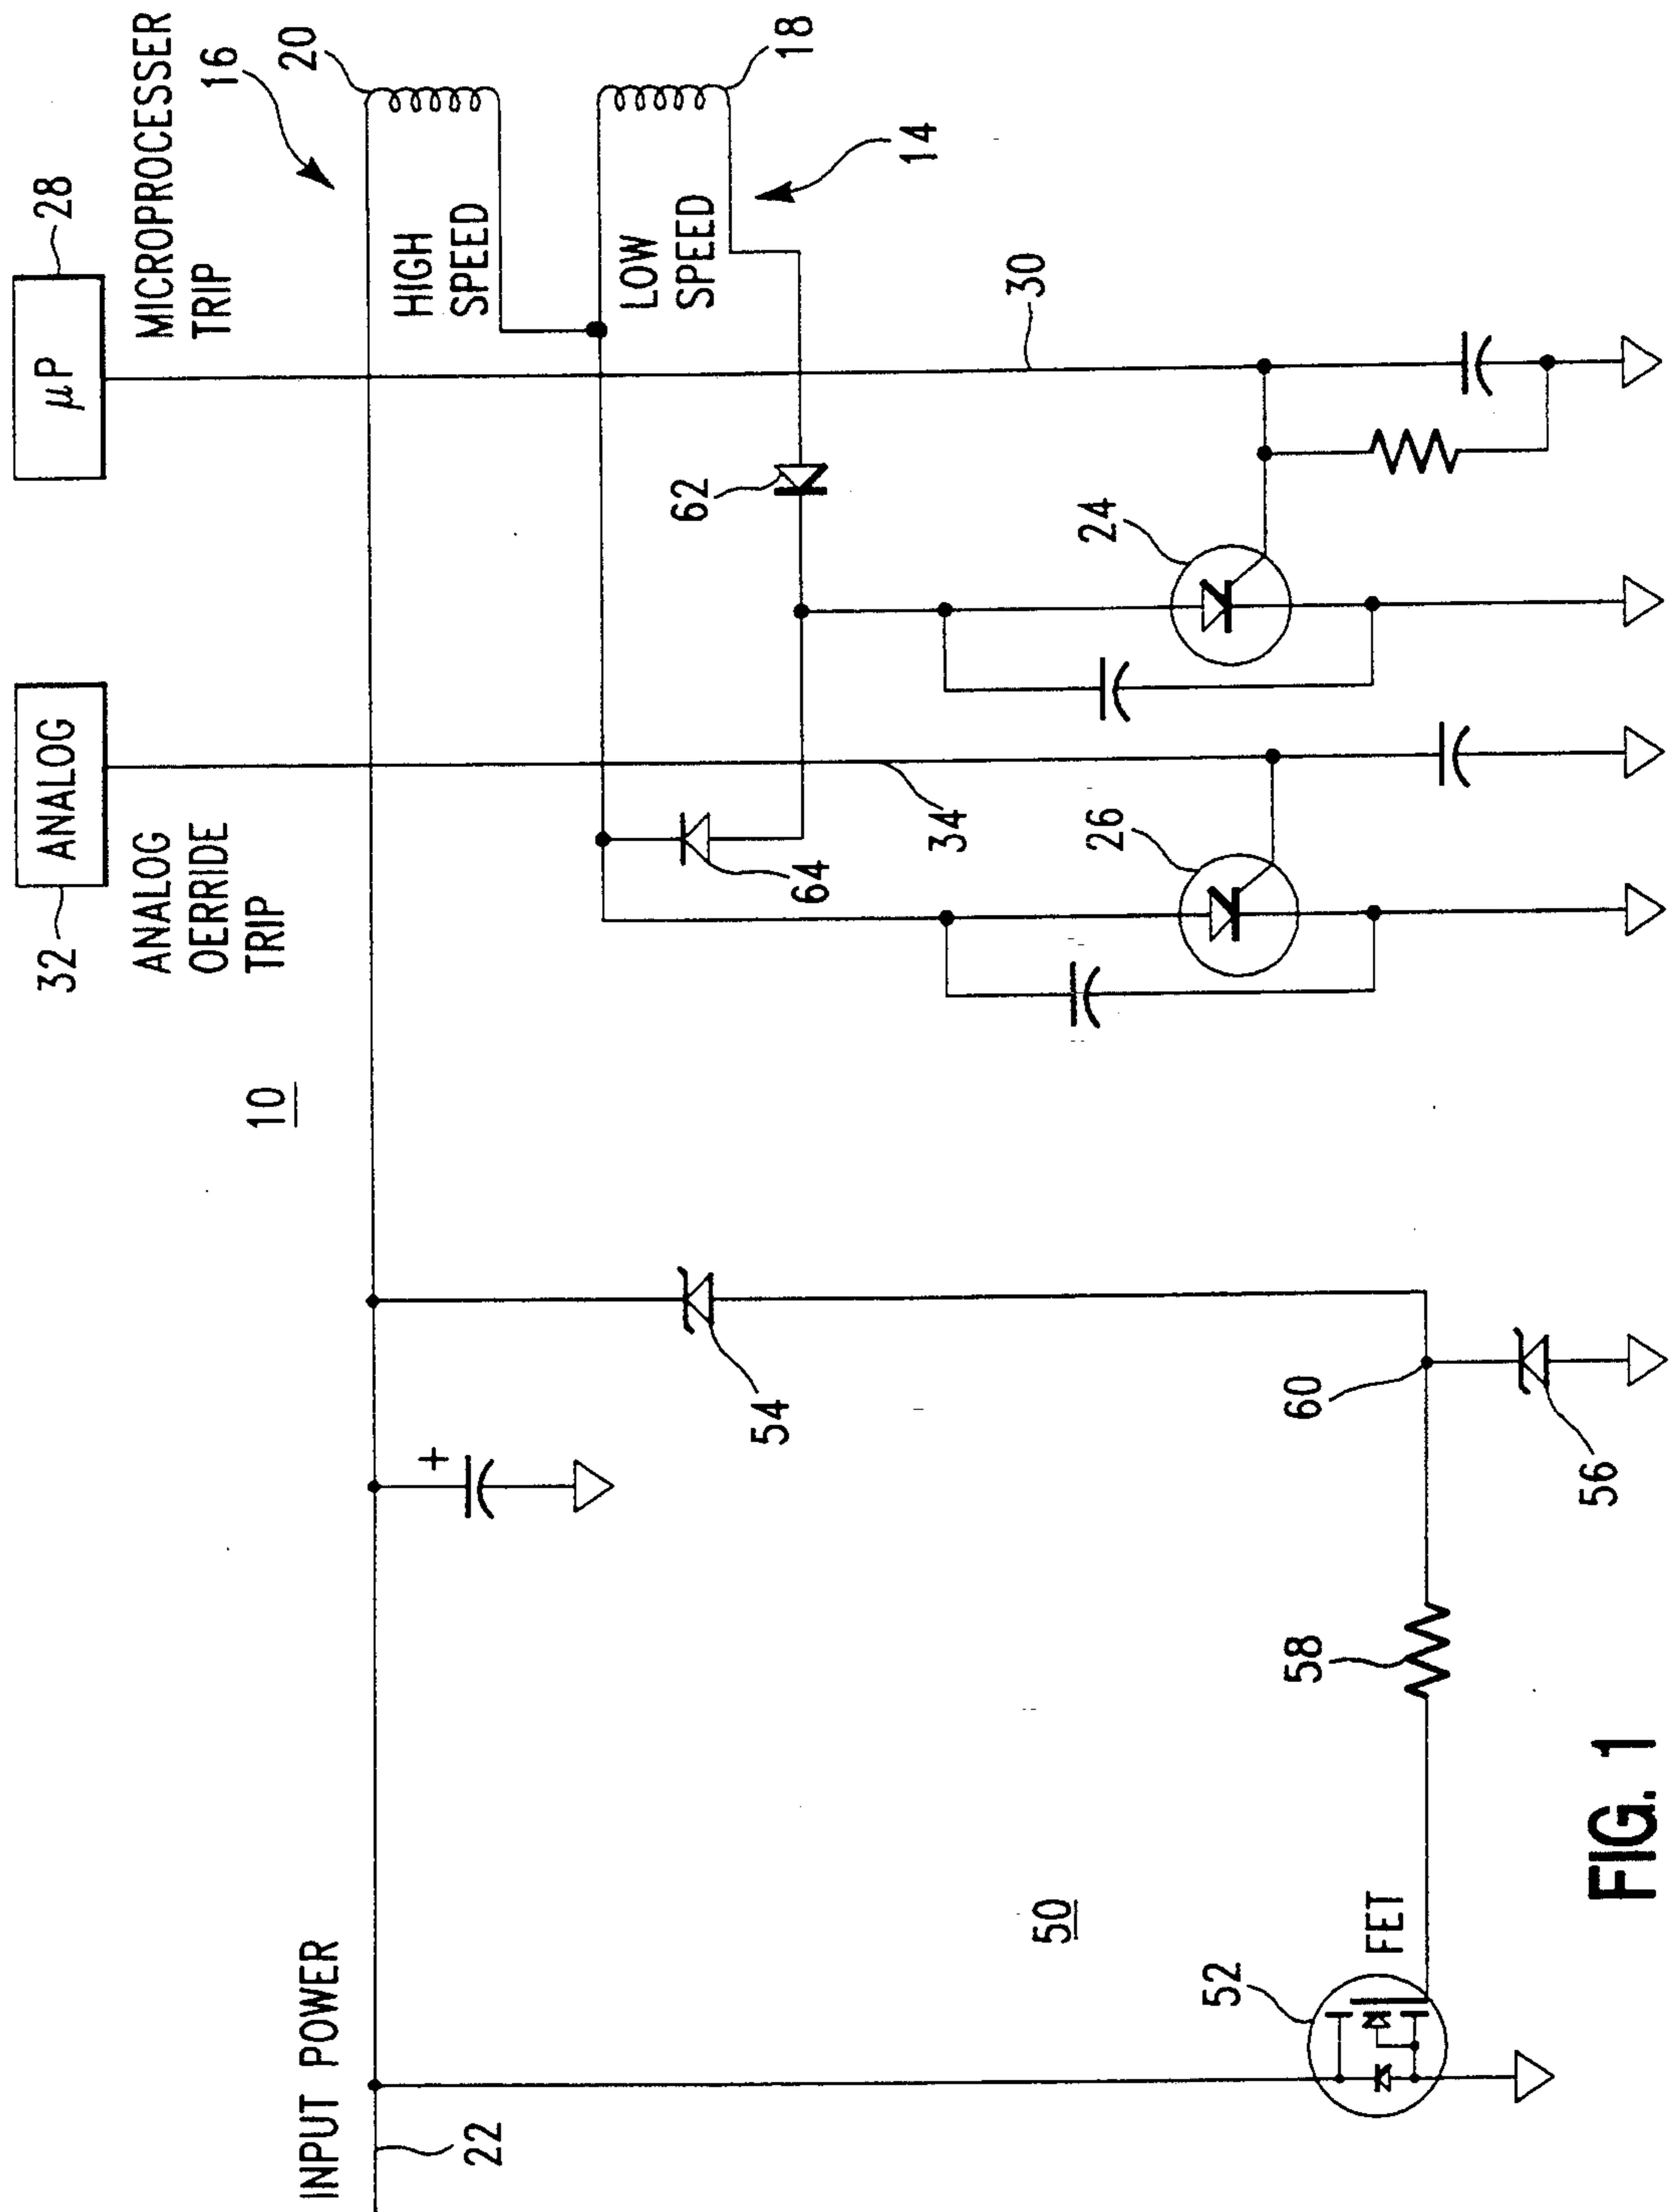 32
ANALOG
μP
28
ANALOG
OERRIDE
TRIP
MICROPROCESSER
TRIP
16
20
10
INPUT POWER
22
HIGH
SPEED
LOW
SPEED
18
14
62
64
54
34
30
50
24
26
52
FET
58
60
56
FIG. 1